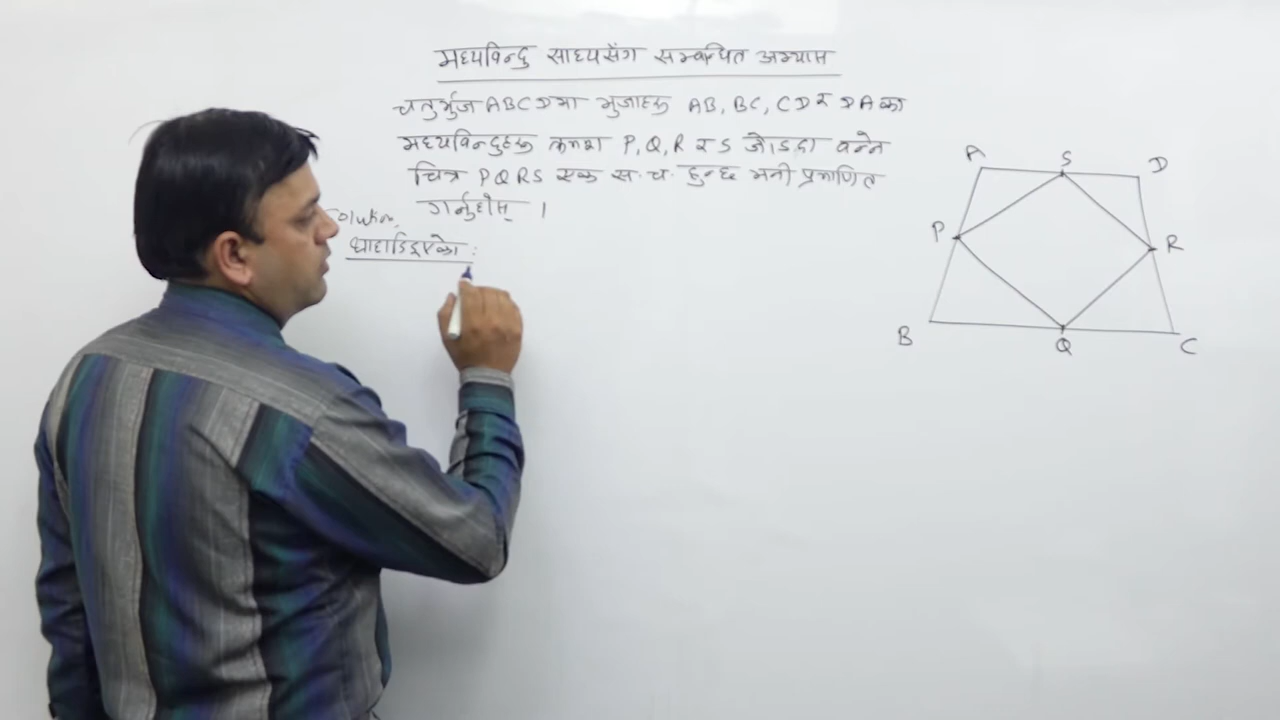 मध्यविन्दु साध्यसँग सम्बन्धित अभ्यास
चतुर्भुज ABCD मा भुजाहरु AB, BC, CD र DA का
मध्यविन्दुहरु क्रमश P, Q, R र S जोड्दा बन्ने
चित्र PQRS एक स.च. हुन्छ भनी प्रमाणित
गर्नुहोस् ।
Solution,
थाहा दिइएको :
A
S
D
P
R
B
Q
C